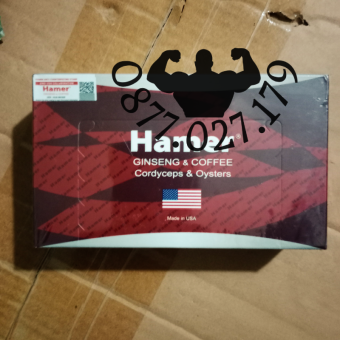 0877.027.179
Hamer
Hamer
GINSENG & COFFEE
Cordyceps & Oysters
Made in USA